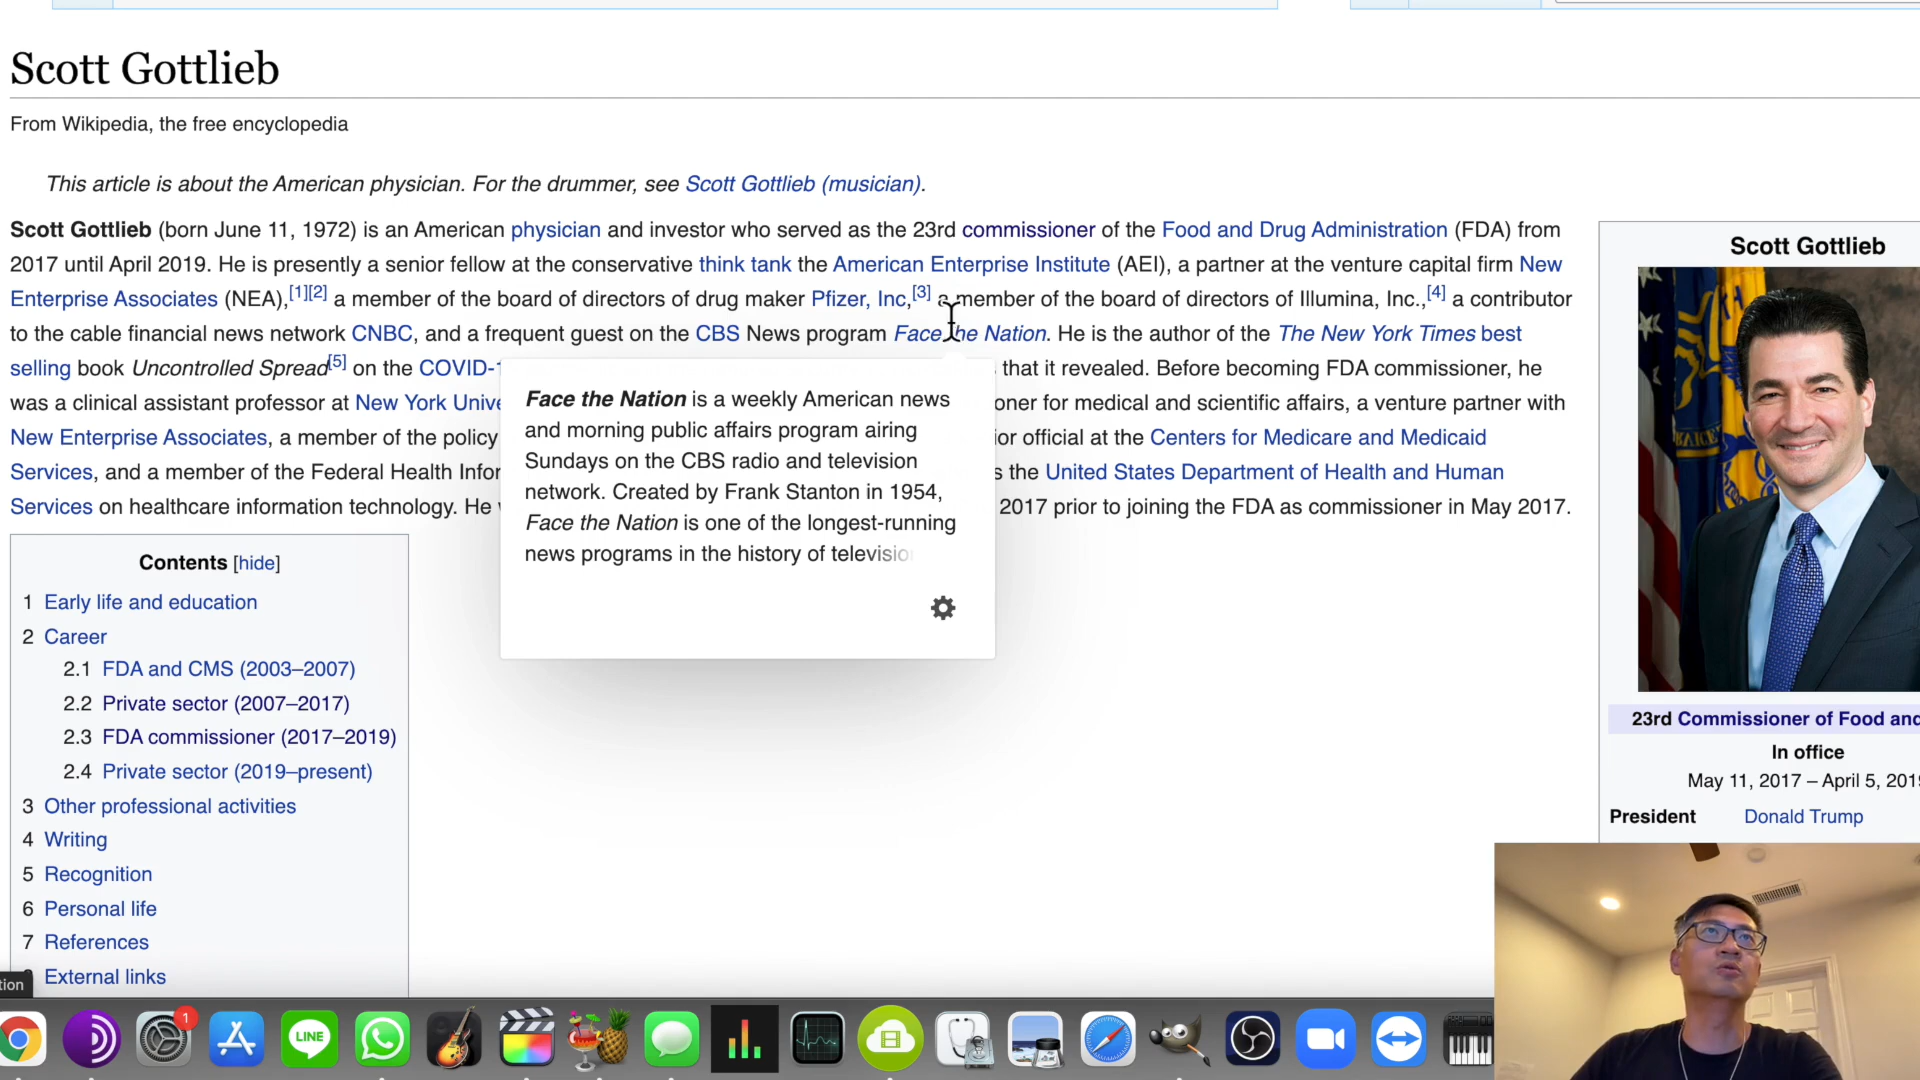 Scott Gottlieb
From Wikipedia, the free encyclopedia
This article is about the American physician. For the drummer, see Scott Gottlieb (musician).
Scott Gottlieb (born June 11, 1972) is an American physician and investor who served as the 23rd commissioner of the Food and Drug Administration (FDA) from
2017 until April 2019. He is presently a senior fellow at the conservative think tank the American Enterprise Institute (AEI), a partner at the venture capital firm New
Enterprise Associates (NEA),[1][2] a member of the board of directors of drug maker Pfizer, Inc,[3] a member of the board of directors of Illumina, Inc.,[4] a contributor
to the cable financial news network CNBC, and a frequent guest on the CBS News program Face the Nation. He is the author of the The New York Times best
selling book Uncontrolled Spread[5] on the COVID- that it revealed. Before becoming FDA commissioner, he
was a clinical assistant professor at New York for medical and scientific affairs, a venture partner with
New Enterprise Associates, a member of the policy official at the Centers for Medicare and Medicaid
Services, and a member of the Federal Health the United States Department of Health and Human
Services on healthcare information technology. He 2017 prior to joining the FDA as commissioner in May 2017.
Face the Nation is a weekly American news
and morning public affairs program airing
Sundays on the CBS radio and television
network. Created by Frank Stanton in 1954,
Face the Nation is one of the longest-running
news programs in the history of televisio
Contents [hide]
1 Early life and education
2 Career
2.1 FDA and CMS (2003–2007)
2.2 Private sector (2007–2017)
2.3 FDA commissioner (2017–2019)
2.4 Private sector (2019–present)
3 Other professional activities
4 Writing
5 Recognition
6 Personal life
7 References
External links
Scott Gottlieb
23rd Commissioner of Food and
In office
May 11, 2017 – April 5, 2019
President Donald Trump
tion
1
LINE